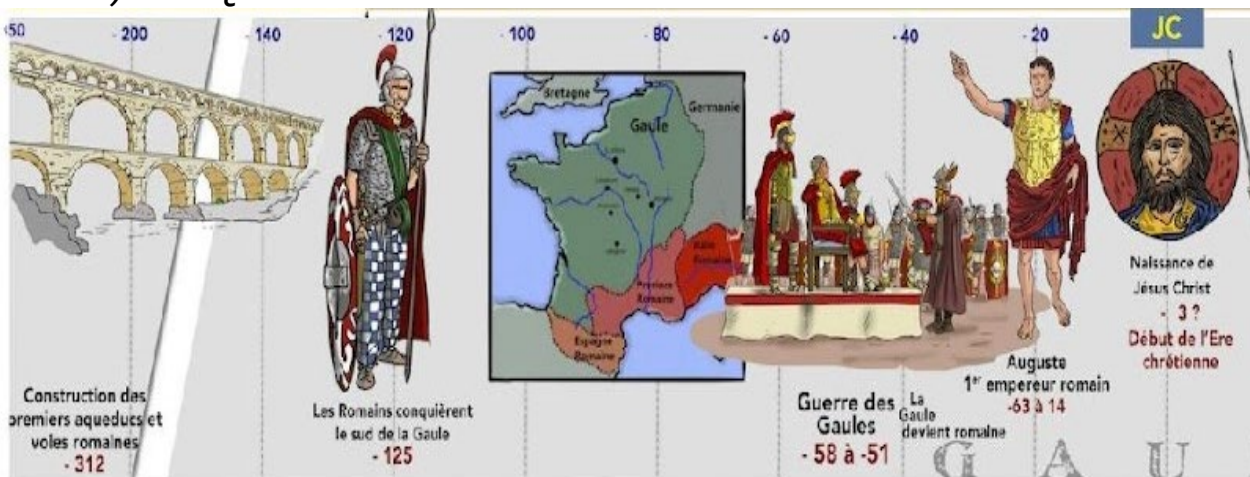 - 200
- 140
- 120
- 100
- 80
- 60
- 40
- 20
JC
Bretagne
Germanie
Gaule
Italie
Romaine
Province
Romaine
Espagne
Romaine
Construction des
premiers aqueducs et
voies romaines
- 312
Les Romains conquièrent
le sud de la Gaule
- 125
Guerre des
Gaules
- 58 à -51
La
Gaule
devient romaine
Auguste
1er empereur romain
-63 à 14
Naissance de
Jésus Christ
- 3 ?
Début de l'Ere
chrétienne
G A U